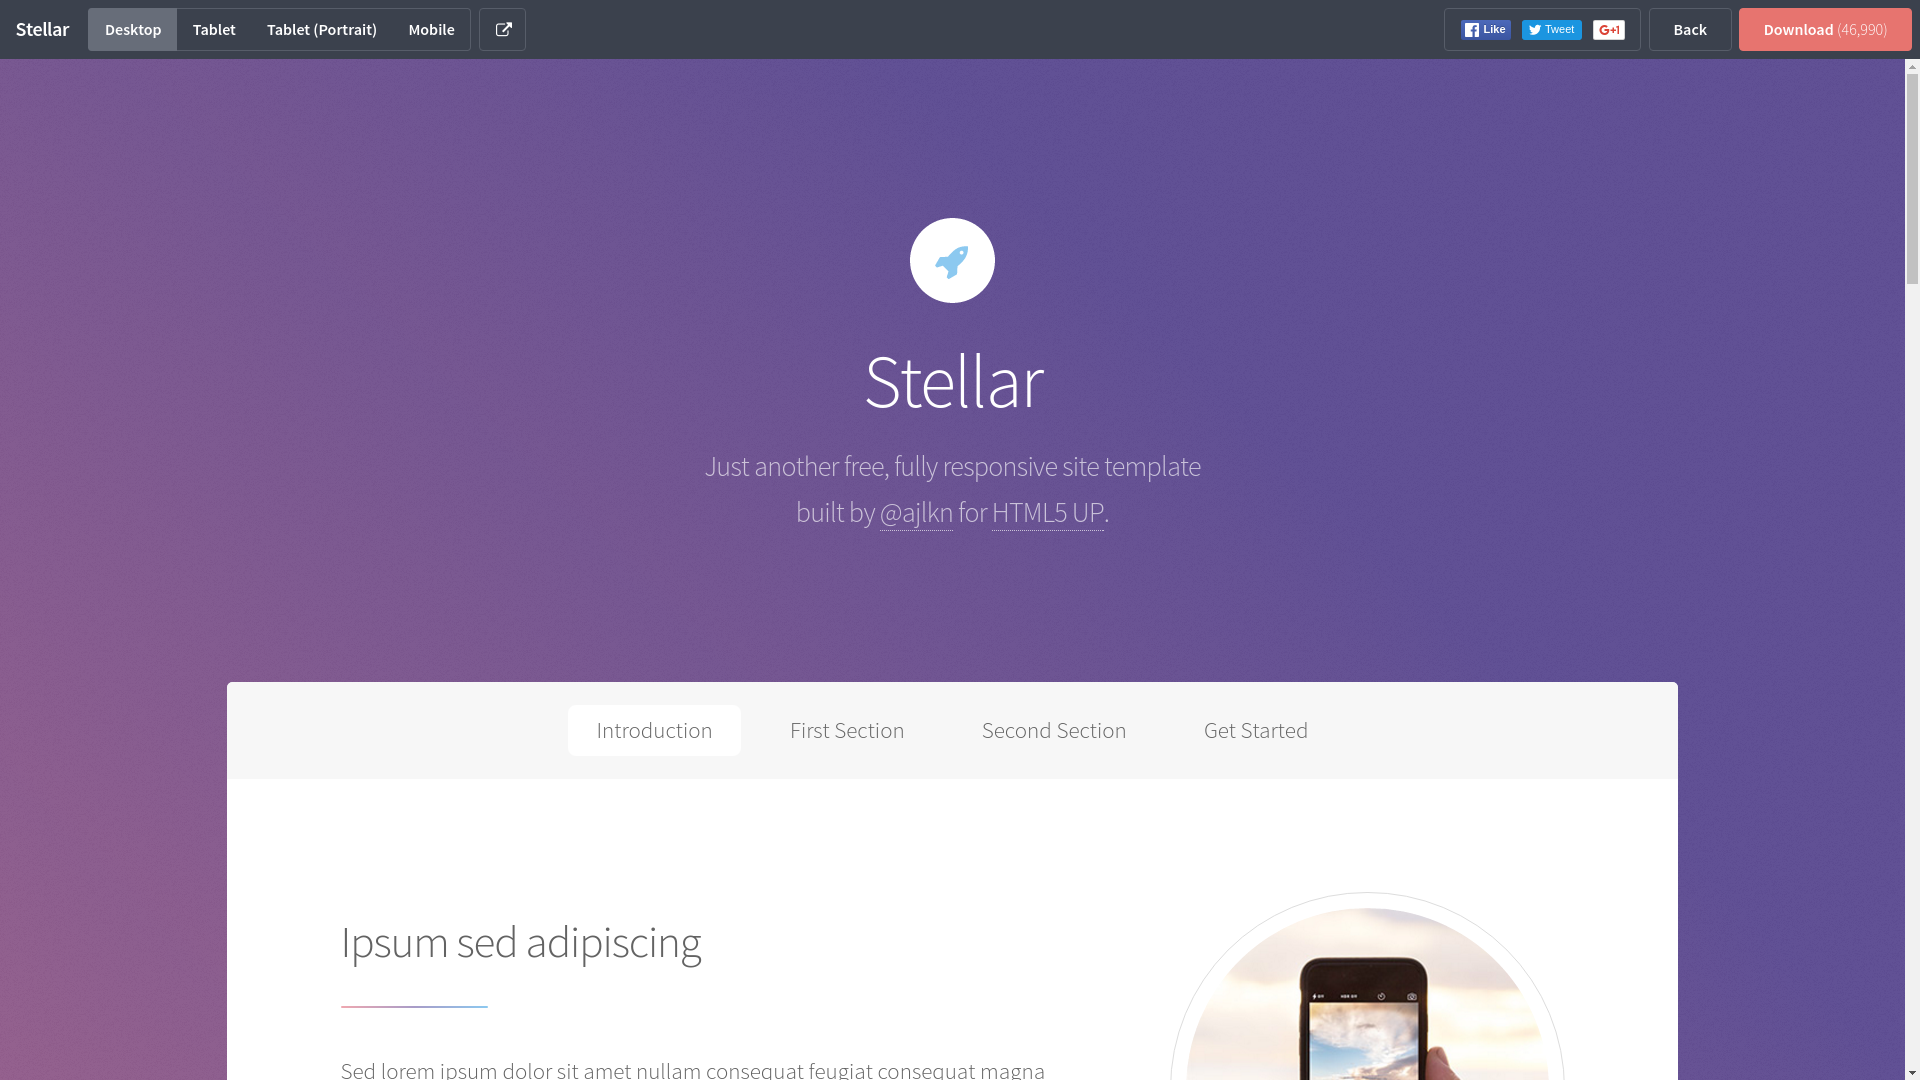 Stellar
Desktop
Tablet
Tablet (Portrait)
Mobile
Like
Tweet
G+1
Back
Download (46,990)
Stellar
Just another free, fully responsive site template
built by @ajlkn for HTML5 UP.
Introduction
First Section
Second Section
Get Started
Ipsum sed adipiscing
Sed lorem ipsum dolor sit amet nullam consequat feugiat consequat magna